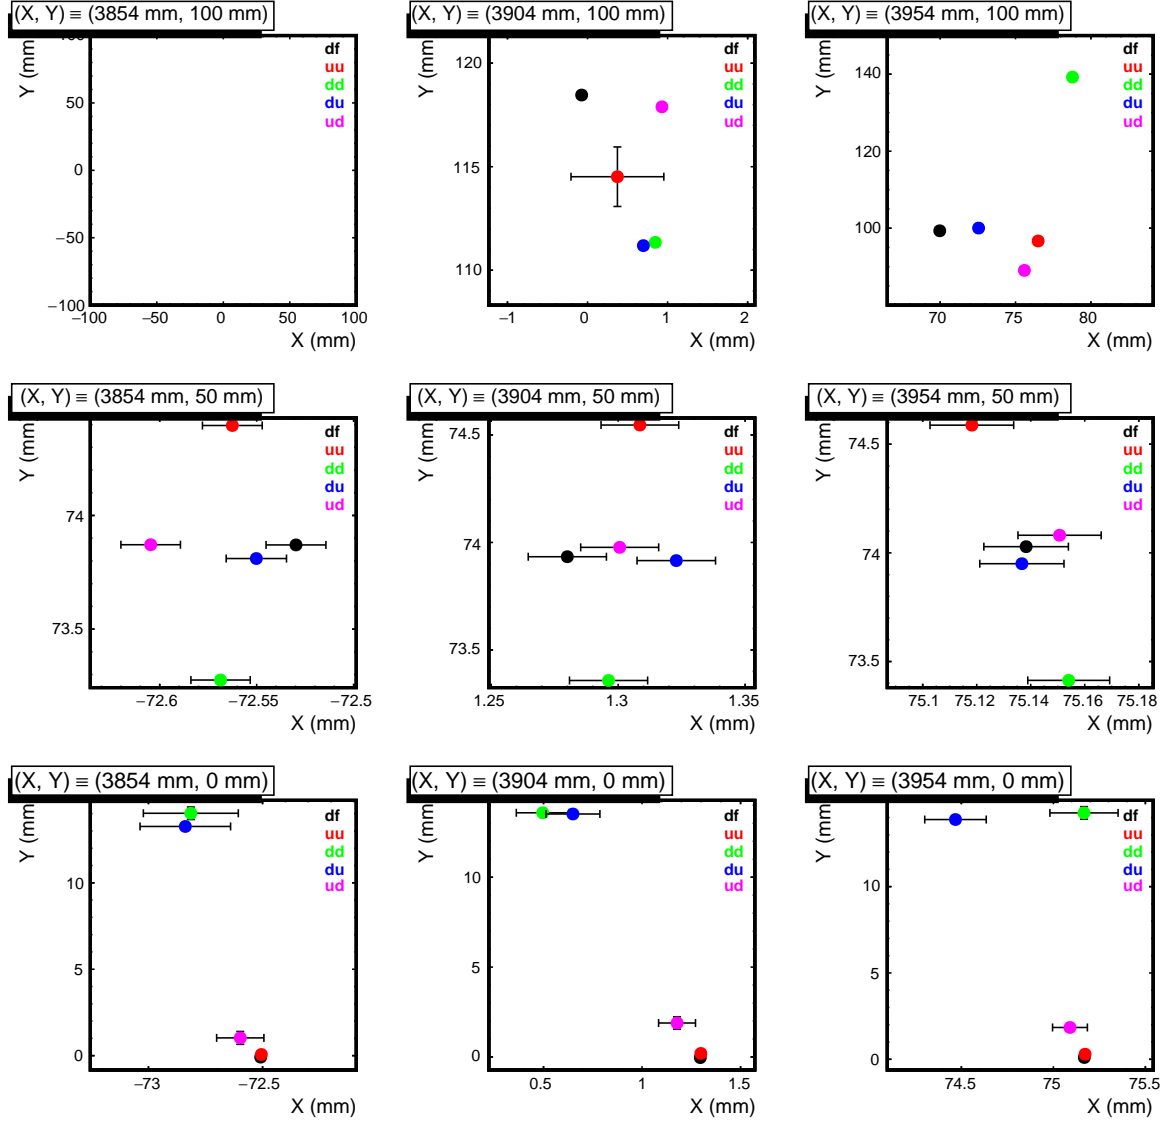 (X, Y) ≡ (3854 mm, 100 mm)
Y (mm
100
50
0
−50
−100
−100
−50
0
50
100
X (mm)
df
uu
dd
du
ud
(X, Y) ≡ (3904 mm, 100 mm)
Y (mm
120
115
110
−1
0
1
2
X (mm)
df
uu
dd
du
ud
(X, Y) ≡ (3954 mm, 100 mm)
Y (mm
140
120
100
70
75
80
X (mm)
df
uu
dd
du
ud
(X, Y) ≡ (3854 mm, 50 mm)
Y (mm
74
73.5
−72.6
−72.55
−72.5
X (mm)
df
uu
dd
du
ud
(X, Y) ≡ (3904 mm, 50 mm)
Y (mm
74.5
74
73.5
1.25
1.3
1.35
X (mm)
df
uu
dd
du
ud
(X, Y) ≡ (3954 mm, 50 mm)
Y (mm
74.5
74
73.5
75.1
75.12
75.14
75.16
75.18
X (mm)
df
uu
dd
du
ud
(X, Y) ≡ (3854 mm, 0 mm)
Y (mm
10
5
0
−73
−72.5
X (mm)
df
uu
dd
du
ud
(X, Y) ≡ (3904 mm, 0 mm)
Y (mm
10
5
0
0.5
1
1.5
X (mm)
df
uu
dd
du
ud
(X, Y) ≡ (3954 mm, 0 mm)
Y (mm
10
5
0
74.5
75
75.5
X (mm)
df
uu
dd
du
ud